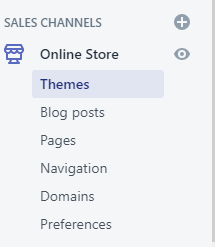 SALES CHANNELS
Online Store
Themes
Blog posts
Pages
Navigation
Domains
Preferences